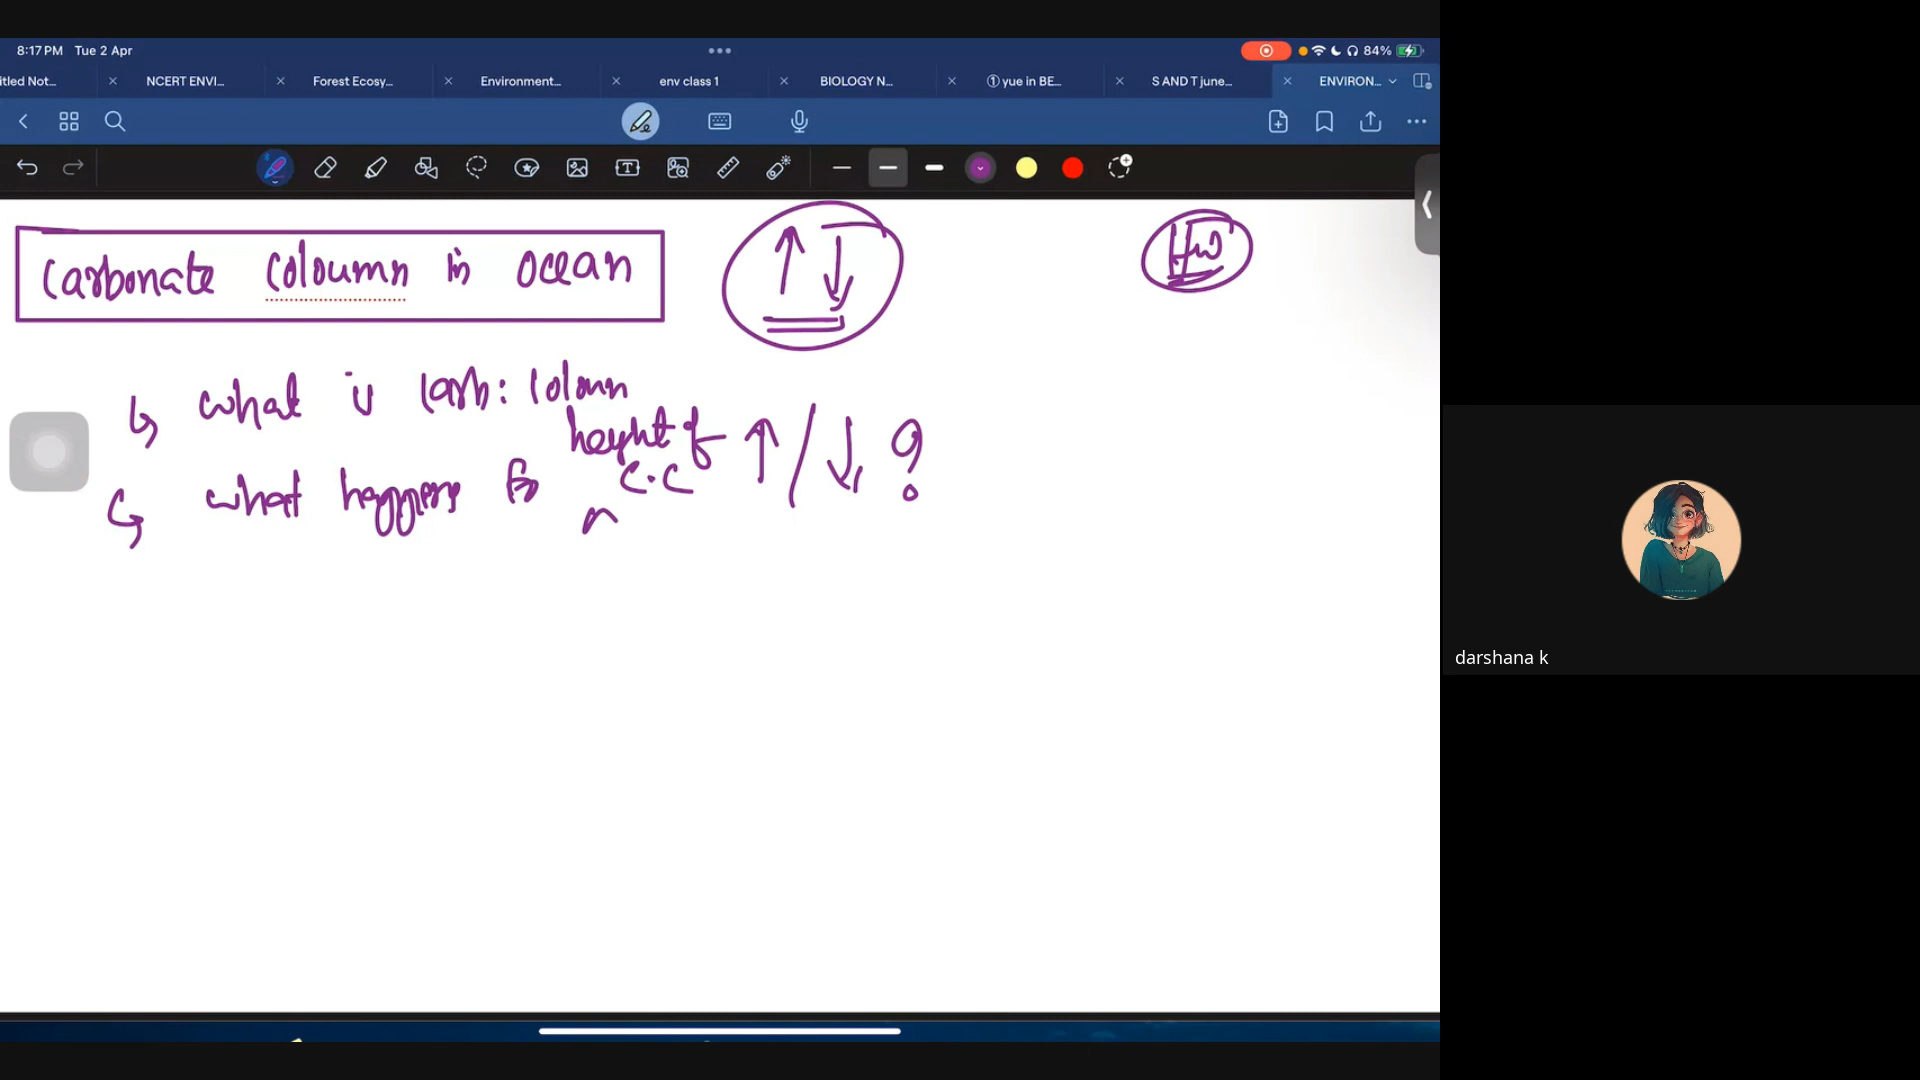 8:17 PM Tue 2 Apr
84%
itled Not...
NCERT ENVI...
Forest Ecosy...
Environment...
env class 1
BIOLOGY N...
① yue in BE...
S AND T june...
ENVIRON...
Carbonate Coloumn in ocean
HW
what is carb: Coloumn
height of
what happens to C.C ↑ / ↓ ?
darshana k